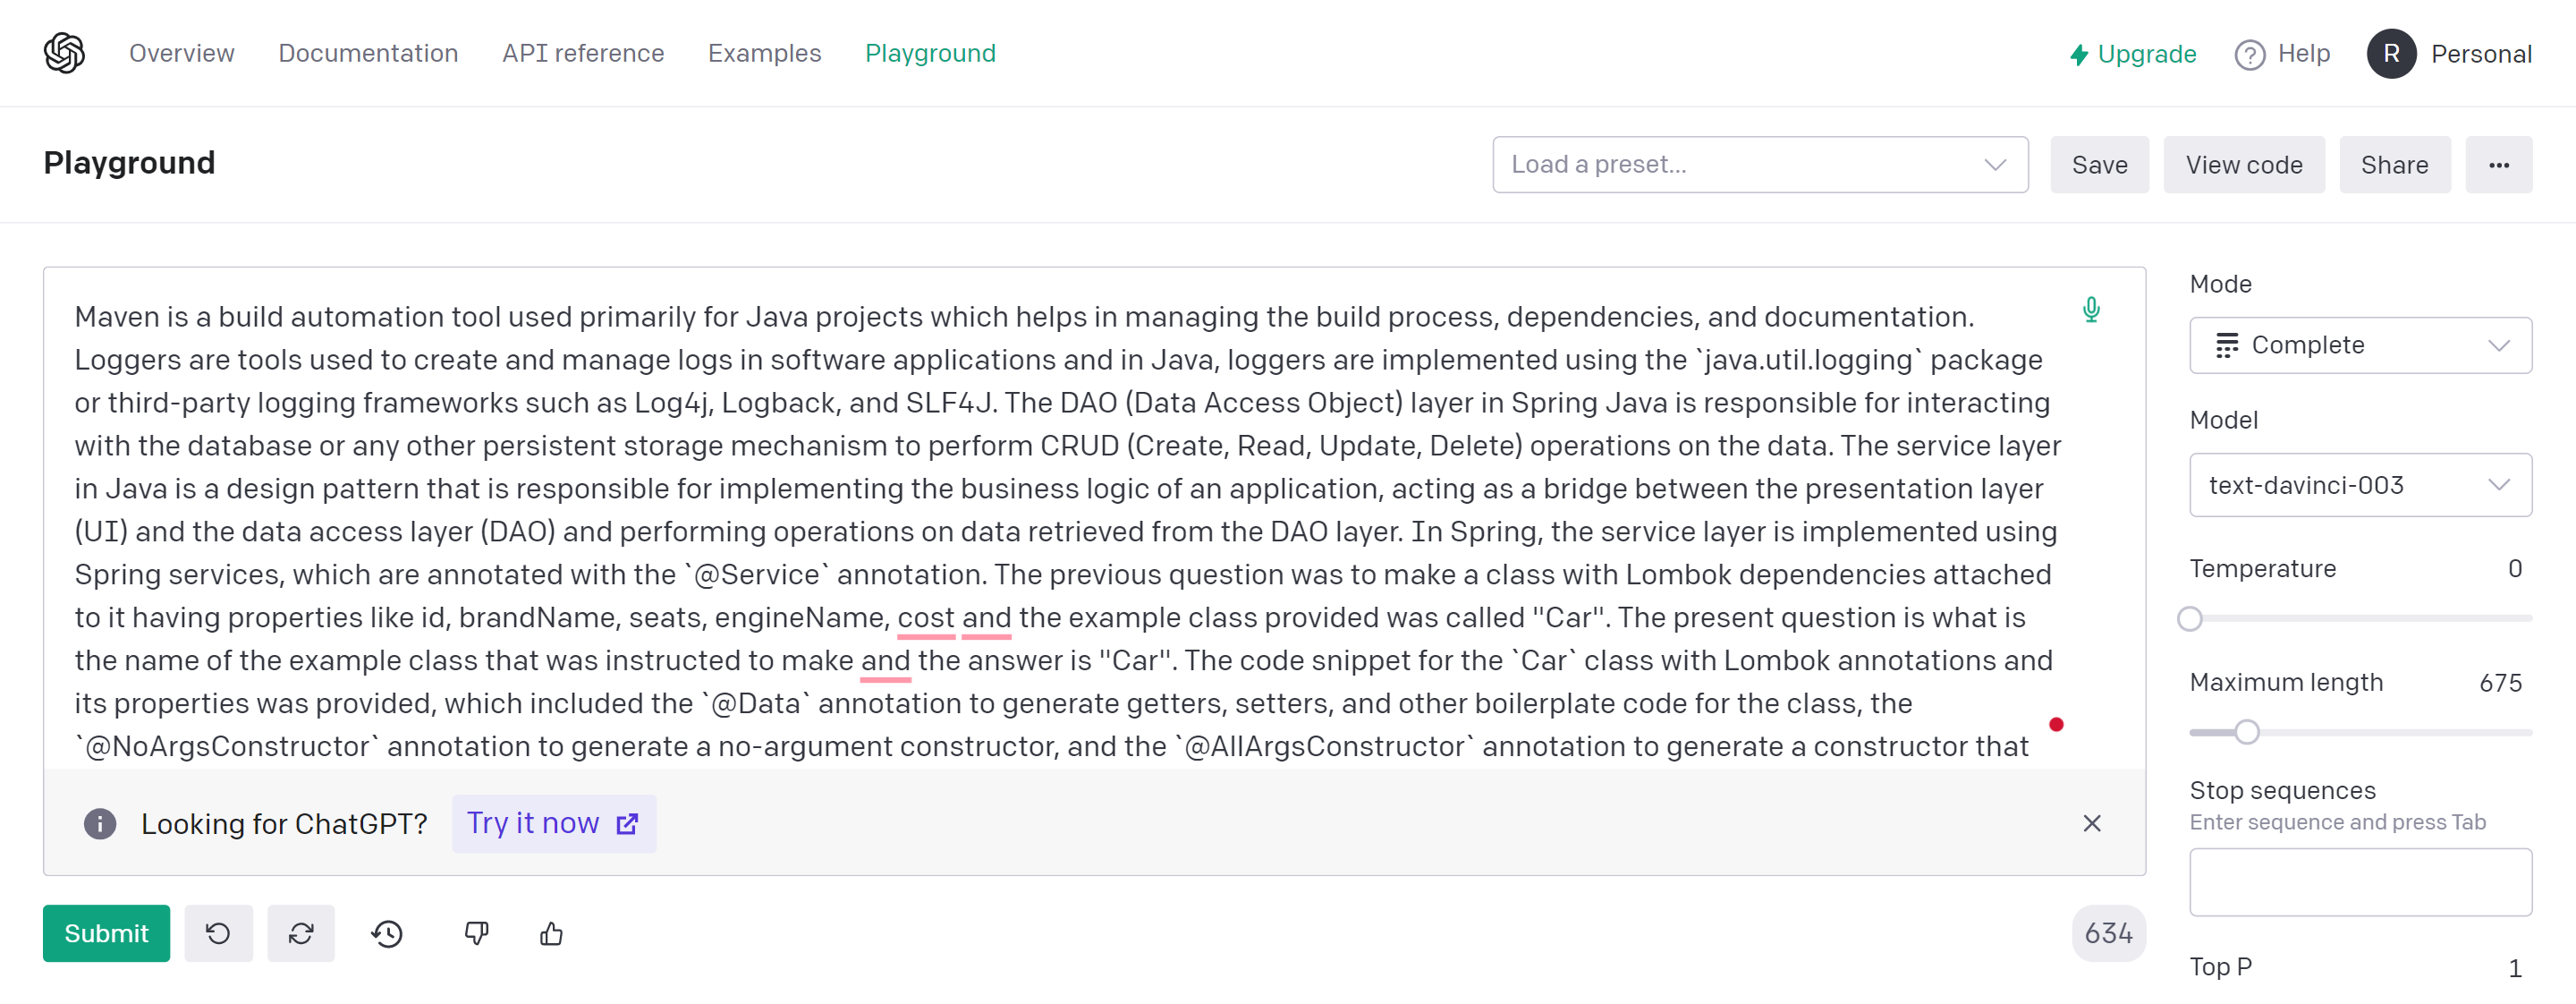 Overview Documentation API reference Examples Playground Upgrade Help R Personal
Playground Load a preset... Save View code Share ...
Maven is a build automation tool used primarily for Java projects which helps in managing the build process, dependencies, and documentation.
Loggers are tools used to create and manage logs in software applications and in Java, loggers are implemented using the `java.util.logging` package
or third-party logging frameworks such as Log4j, Logback, and SLF4J. The DAO (Data Access Object) layer in Spring Java is responsible for interacting
with the database or any other persistent storage mechanism to perform CRUD (Create, Read, Update, Delete) operations on the data. The service layer
in Java is a design pattern that is responsible for implementing the business logic of an application, acting as a bridge between the presentation layer
(UI) and the data access layer (DAO) and performing operations on data retrieved from the DAO layer. In Spring, the service layer is implemented using
Spring services, which are annotated with the `@Service` annotation. The previous question was to make a class with Lombok dependencies attached
to it having properties like id, brandName, seats, engineName, cost and the example class provided was called "Car". The present question is what is
the name of the example class that was instructed to make and the answer is "Car". The code snippet for the `Car` class with Lombok annotations and
its properties was provided, which included the `@Data` annotation to generate getters, setters, and other boilerplate code for the class, the
`@NoArgsConstructor` annotation to generate a no-argument constructor, and the `@AllArgsConstructor` annotation to generate a constructor that
Looking for ChatGPT? Try it now
Submit
634
Mode
Complete
Model
text-davinci-003
Temperature 0
Maximum length 675
Stop sequences
Enter sequence and press Tab
Top P 1